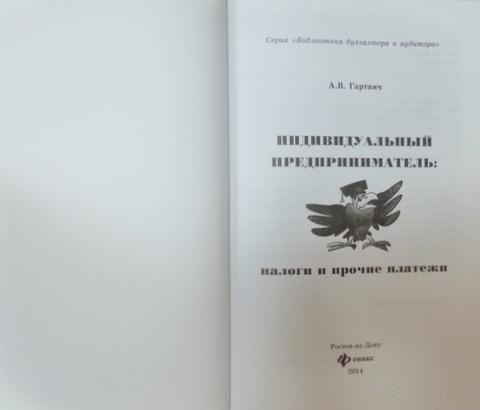 Серия «Библиотека бухгалтера и аудитора»
А.В. Гартвич
ИНДИВИДУАЛЬНЫЙ
ПРЕДПРИНИМАТЕЛЬ:
налоги и прочие платежи
Ростов-на-Дону
Феникс
2014